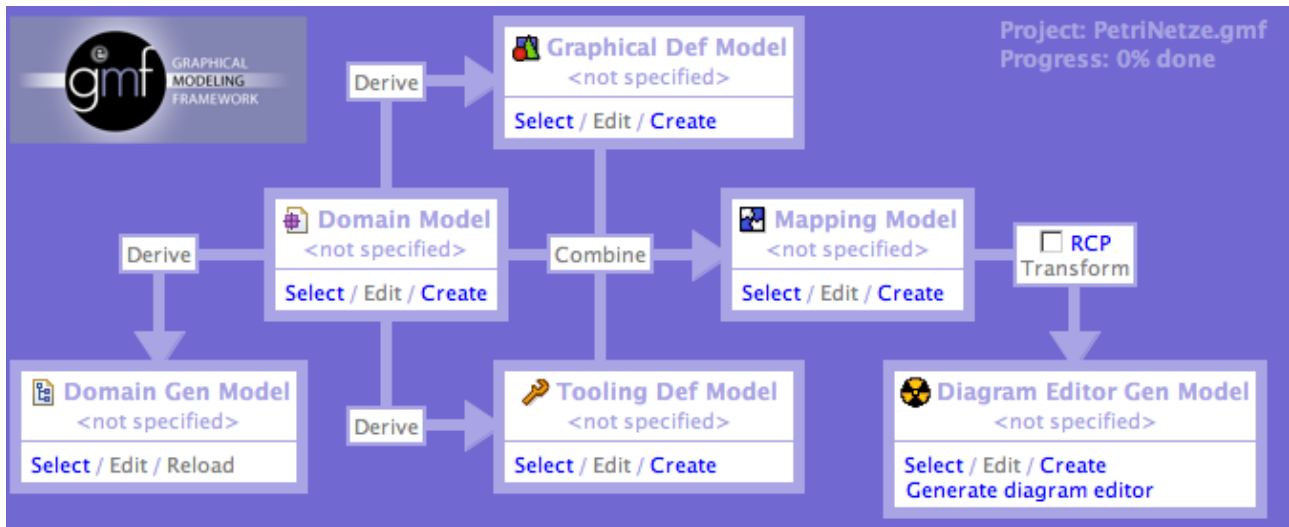 e
gmf
GRAPHICAL
MODELING
FRAMEWORK
Project: PetriNetze.gmf
Progress: 0% done
Graphical Def Model
<not specified>
Select / Edit / Create
Derive
Domain Model
<not specified>
Select / Edit / Create
Derive
Combine
Mapping Model
<not specified>
Select / Edit / Create
RCP
Transform
Domain Gen Model
<not specified>
Select / Edit / Reload
Derive
Tooling Def Model
<not specified>
Select / Edit / Create
Diagram Editor Gen Model
<not specified>
Select / Edit / Create
Generate diagram editor